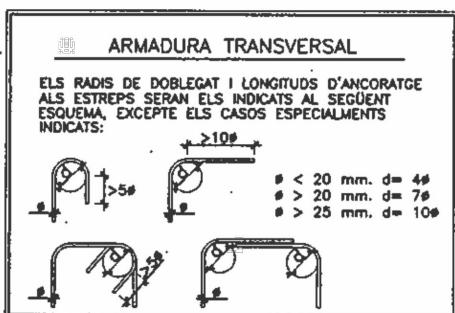 ARMADURA TRANSVERSAL
ELS RADIS DE DOBLEGAT I LONGITUDS D'ANCORATGE
ALS ESTREPS SERAN ELS INDICATS AL SEGÜENT
ESQUEMA, EXCEPTE ELS CASOS ESPECIALMENTS
INDICATS:
>10ø
d
>5ø
ø
d
ø
ø < 20 mm. d= 4ø
ø > 20 mm. d= 7ø
ø > 25 mm. d= 10ø
d
ø
d
d
ø